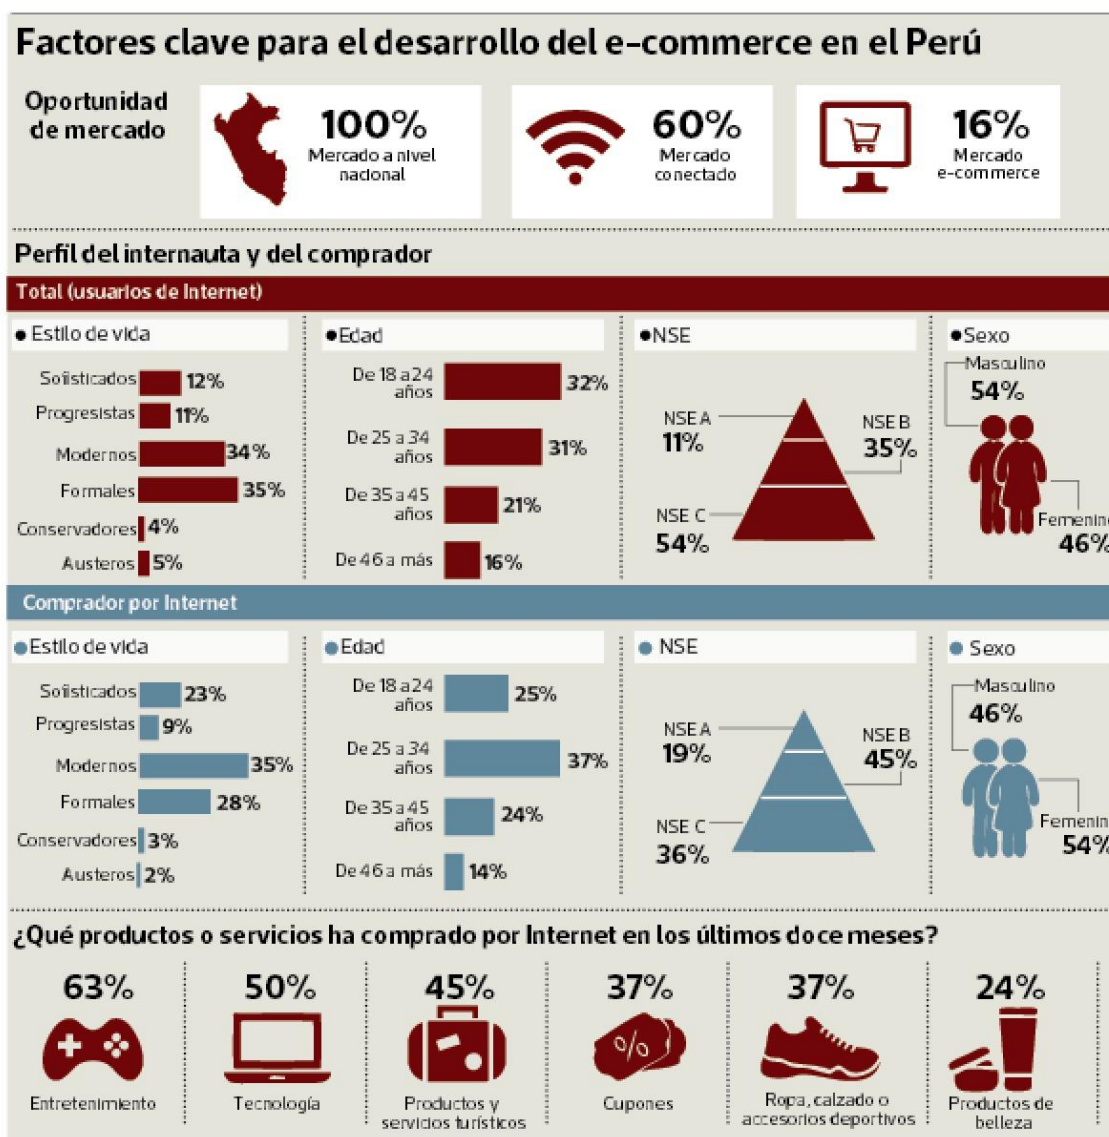 Factores clave para el desarrollo del e-commerce en el Perú
Oportunidad
de mercado
100%
Mercado a nivel
nacional
60%
Mercado
conectado
16%
Mercado
e-commerce
Perfil del internauta y del comprador
Total (usuarios de Internet)
Estilo de vida
Sofisticados 12%
Progresistas 11%
Modernos 34%
Formales 35%
Conservadores 4%
Austeros 5%
Edad
De 18 a 24
años
32%
De 25 a 34
años
31%
De 35 a 45
años
21%
De 46 a más 16%
NSE
NSE A
11%
NSE B
35%
NSE C
54%
Sexo
Masculino
54%
Femenino
46%
Comprador por Internet
Estilo de vida
Sofisticados 23%
Progresistas 9%
Modernos 35%
Formales 28%
Conservadores 3%
Austeros 2%
Edad
De 18 a 24
años
25%
De 25 a 34
años
37%
De 35 a 45
años
24%
De 46 a más 14%
NSE
NSE A
19%
NSE B
45%
NSE C
36%
Sexo
Masculino
46%
Femenin
54%
¿Qué productos o servicios ha comprado por Internet en los últimos doce meses?
63%
Entretenimiento
50%
Tecnología
45%
Productos y
servicios turísticos
37%
%
Cupones
37%
Ropa, calzado o
accesorios deportivos
24%
Productos de
belleza